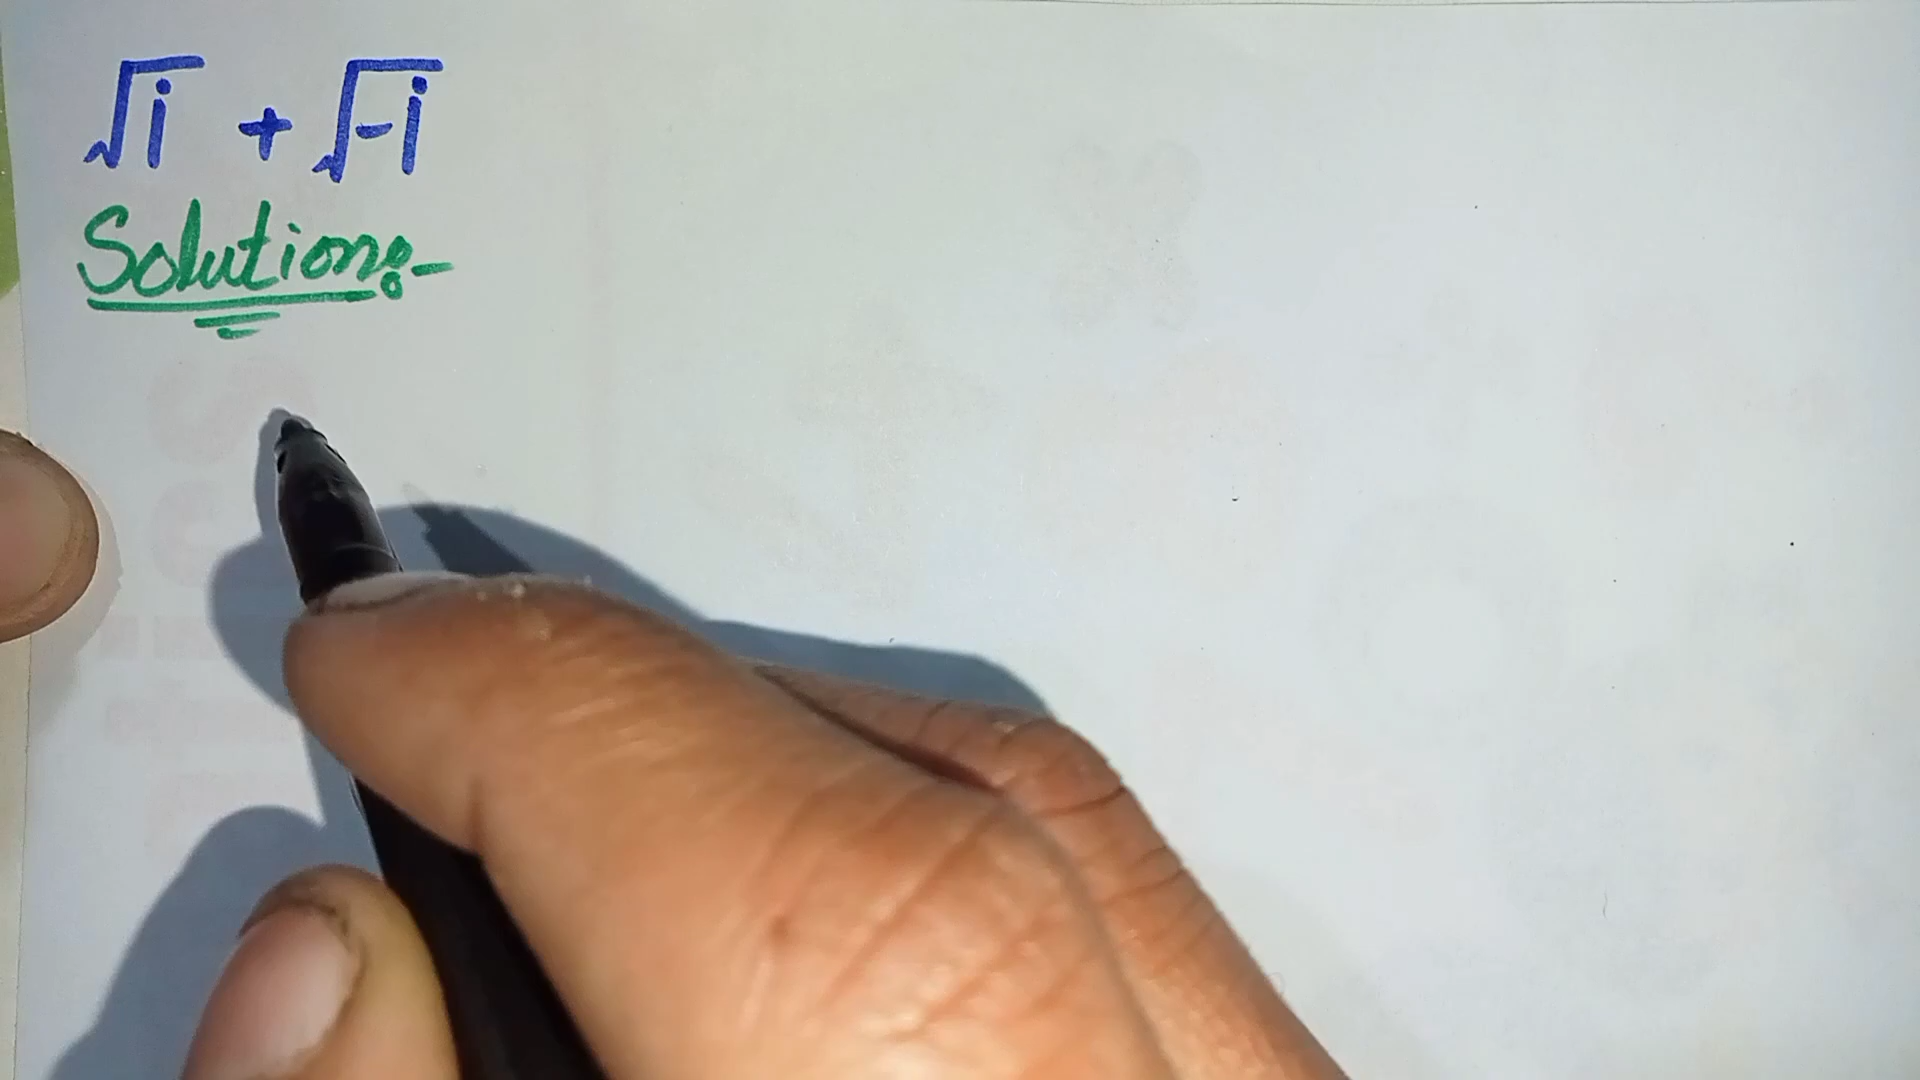 √i + √-i
Solution:-